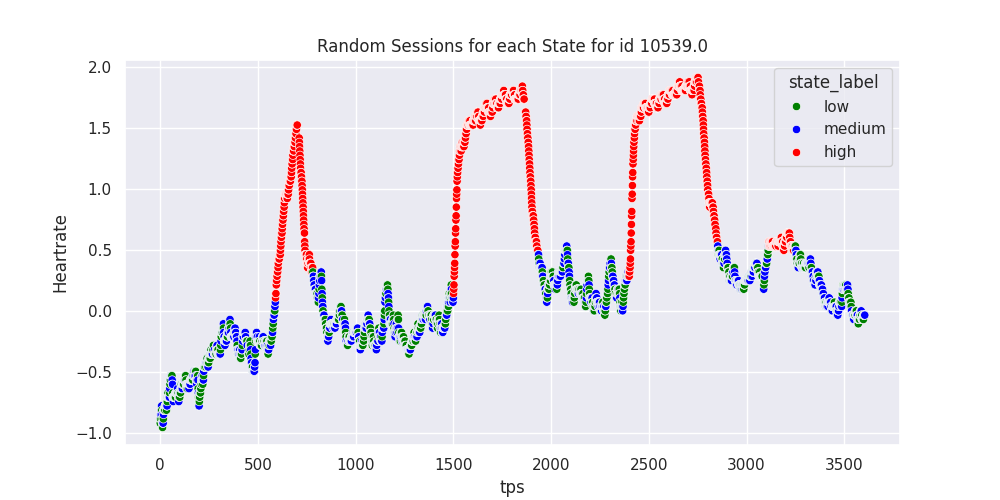 Random Sessions for each State for id 10539.0
2.0
1.5
1.0
0.5
0.0
−0.5
−1.0
Heartrate
state_label
low
medium
high
0 500 1000 1500 2000 2500 3000 3500
tps